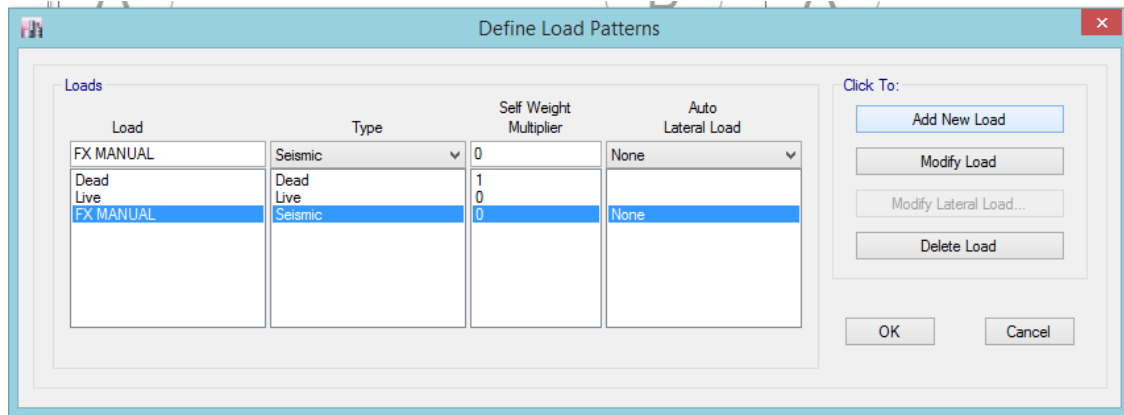 Define Load Patterns
Loads
Click To:
Load Type Self Weight Multiplier Auto Lateral Load
FX MANUAL Seismic 0 None
Dead Dead 1
Live Live 0
FX MANUAL Seismic 0 None
Add New Load
Modify Load
Modify Lateral Load...
Delete Load
OK Cancel